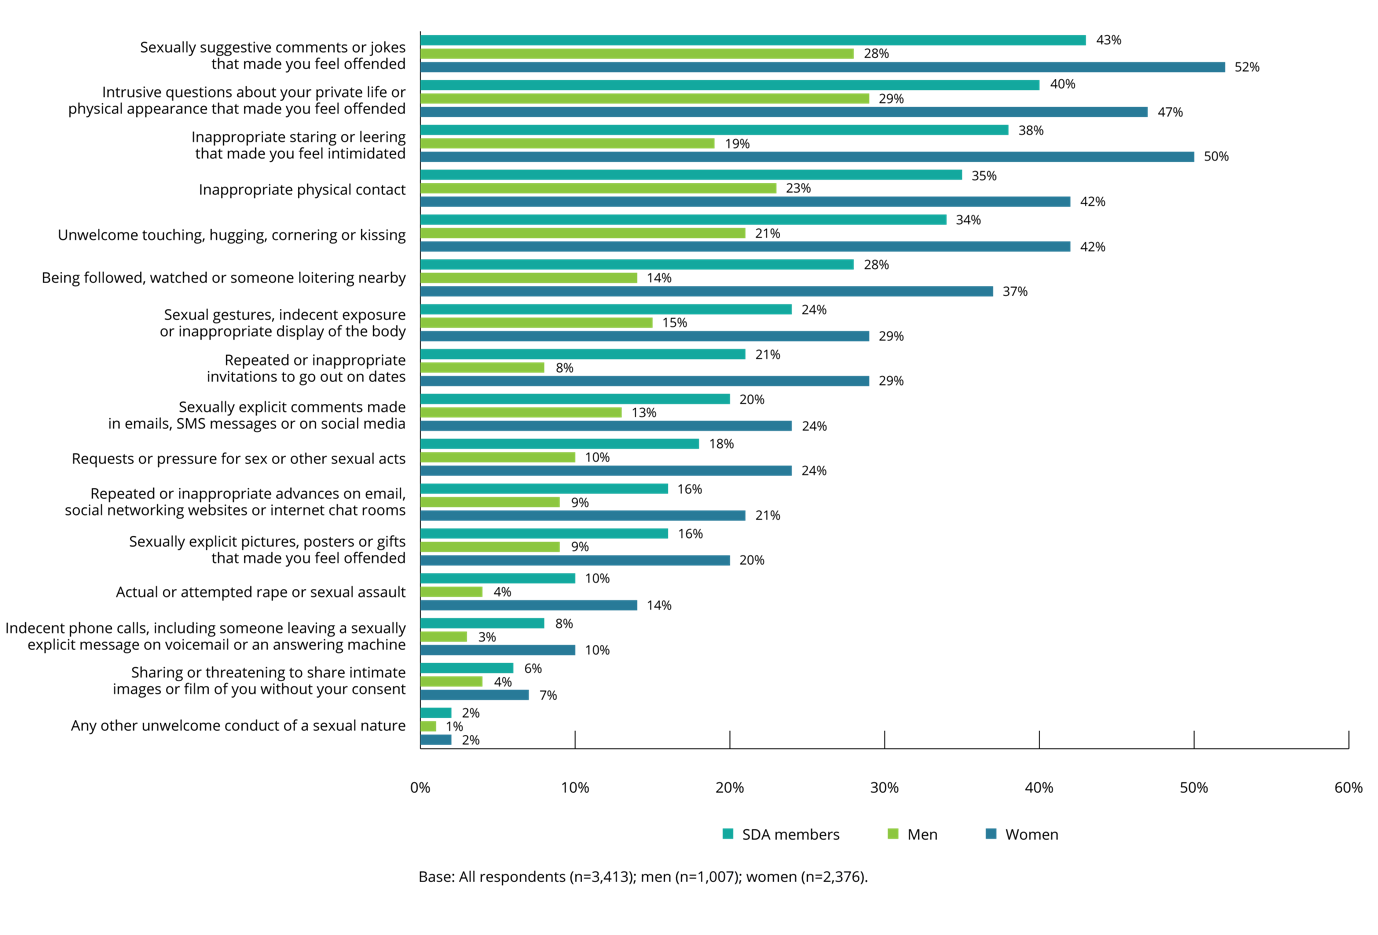 Sexually suggestive comments or jokes
that made you feel offended
43%
28%
52%
Intrusive questions about your private life or
physical appearance that made you feel offended
40%
29%
47%
Inappropriate staring or leering
that made you feel intimidated
38%
19%
50%
Inappropriate physical contact
35%
23%
42%
Unwelcome touching, hugging, cornering or kissing
34%
21%
42%
Being followed, watched or someone loitering nearby
28%
14%
37%
Sexual gestures, indecent exposure
or inappropriate display of the body
24%
15%
29%
Repeated or inappropriate
invitations to go out on dates
21%
8%
29%
Sexually explicit comments made
in emails, SMS messages or on social media
20%
13%
24%
Requests or pressure for sex or other sexual acts
18%
10%
24%
Repeated or inappropriate advances on email,
social networking websites or internet chat rooms
16%
9%
21%
Sexually explicit pictures, posters or gifts
that made you feel offended
16%
9%
20%
Actual or attempted rape or sexual assault
10%
4%
14%
Indecent phone calls, including someone leaving a sexually
explicit message on voicemail or an answering machine
8%
3%
10%
Sharing or threatening to share intimate
images or film of you without your consent
6%
4%
7%
Any other unwelcome conduct of a sexual nature
2%
1%
2%
0% 10% 20% 30% 40% 50% 60%
SDA members Men Women
Base: All respondents (n=3,413); men (n=1,007); women (n=2,376).